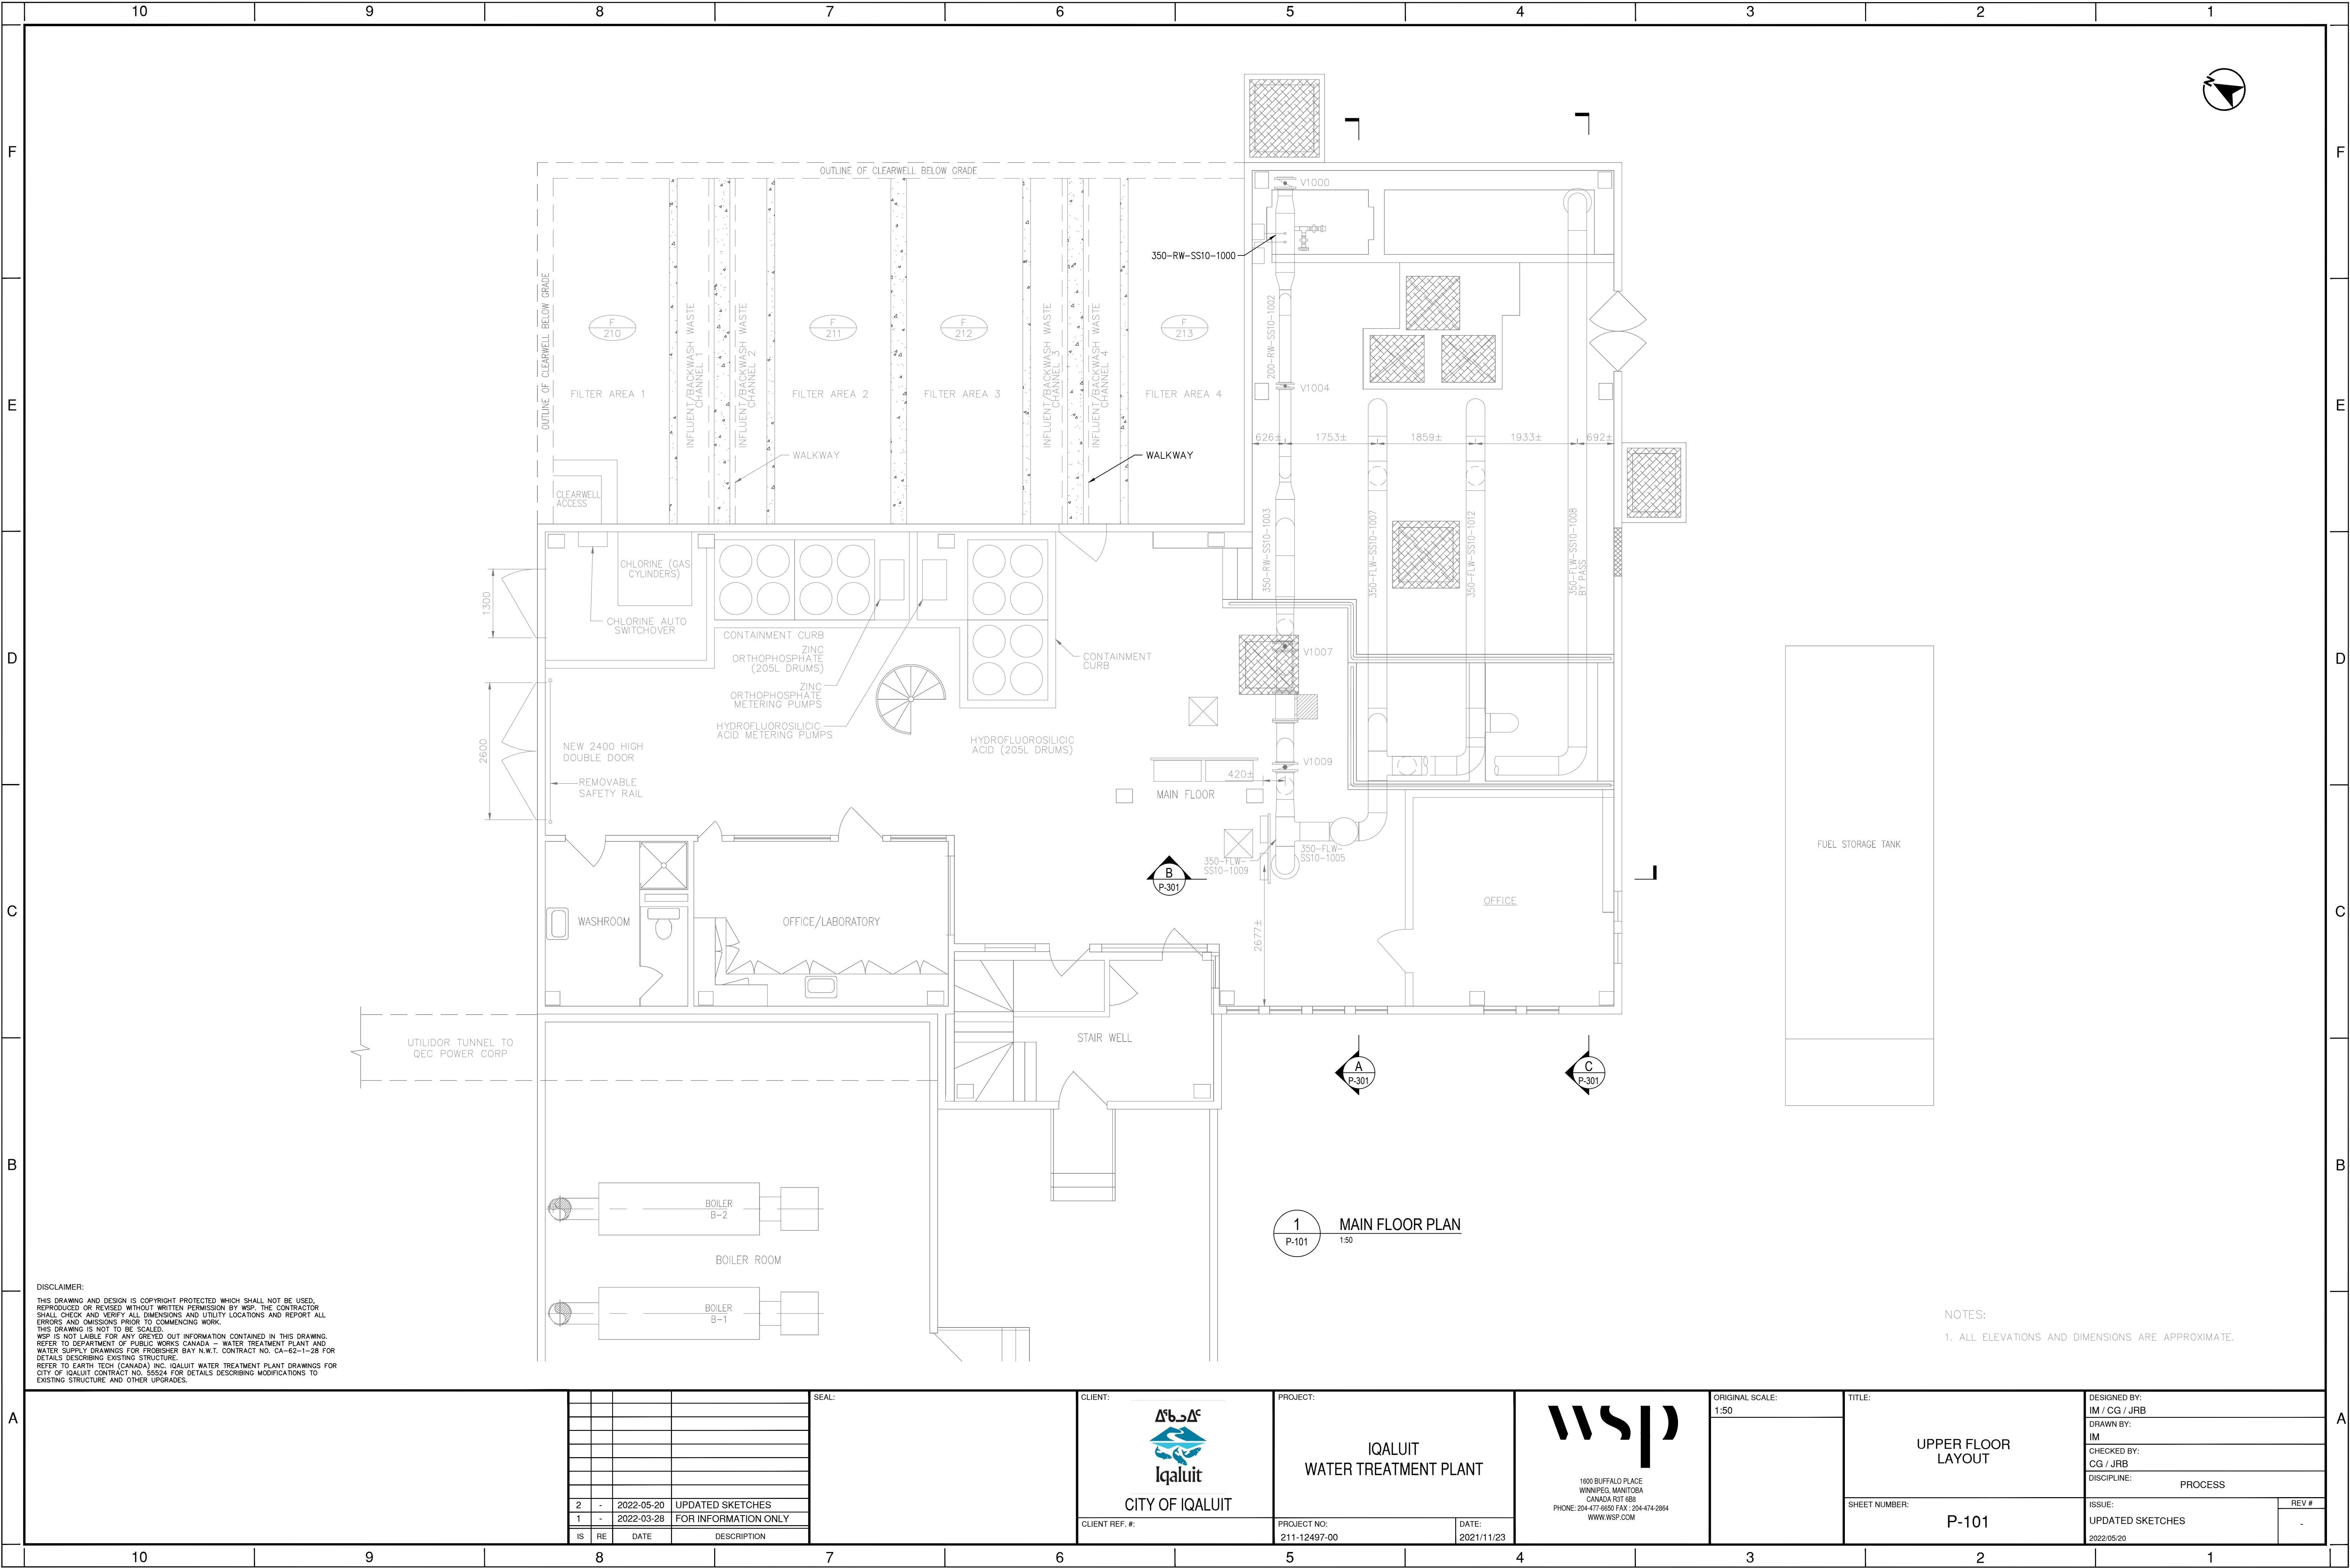 10 9 8 7 6 5 4 3 2 1
F
E
D
C
B
A
F
E
D
C
B
A
N
OUTLINE OF CLEARWELL BELOW GRADE
OUTLINE OF CLEARWELL BELOW GRADE
F
210
FILTER AREA 1
INFLUENT/BACKWASH WASTE
CHANNEL 1
INFLUENT/BACKWASH WASTE
CHANNEL 2
F
211
FILTER AREA 2
F
212
FILTER AREA 3
INFLUENT/BACKWASH WASTE
CHANNEL 3
INFLUENT/BACKWASH WASTE
CHANNEL 4
F
213
FILTER AREA 4
WALKWAY
WALKWAY
CLEARWELL
ACCESS
V1000
350-RW-SS10-1000
200-RW-SS10-1002
V1004
626±
1753±
1859±
1933±
692±
350-RW-SS10-1003
350-FLW-SS10-1007
350-FLW-SS10-1012
350-FLW-SS10-1008
BY PASS
1300
CHLORINE (GAS
CYLINDERS)
CHLORINE AUTO
SWITCHOVER
CONTAINMENT CURB
ZINC
ORTHOPHOSPHATE
(205L DRUMS)
ZINC
ORTHOPHOSPHATE
METERING PUMPS
HYDROFLUOROSILICIC
ACID METERING PUMPS
CONTAINMENT
CURB
HYDROFLUOROSILICIC
ACID (205L DRUMS)
V1007
V1009
420±
MAIN FLOOR
2600
NEW 2400 HIGH
DOUBLE DOOR
REMOVABLE
SAFETY RAIL
350-FLW-
SS10-1009
350-FLW-
SS10-1005
B
P-301
2677±
OFFICE
FUEL STORAGE TANK
WASHROOM
OFFICE/LABORATORY
UTILIDOR TUNNEL TO
QEC POWER CORP
STAIR WELL
A
P-301
C
P-301
BOILER
B-2
BOILER ROOM
BOILER
B-1
1
P-101
MAIN FLOOR PLAN
1:50
NOTES:
1. ALL ELEVATIONS AND DIMENSIONS ARE APPROXIMATE.
DISCLAIMER:
THIS DRAWING AND DESIGN IS COPYRIGHT PROTECTED WHICH SHALL NOT BE USED,
REPRODUCED OR REVISED WITHOUT WRITTEN PERMISSION BY WSP. THE CONTRACTOR
SHALL CHECK AND VERIFY ALL DIMENSIONS AND UTILITY LOCATIONS AND REPORT ALL
ERRORS AND OMISSIONS PRIOR TO COMMENCING WORK.
THIS DRAWING IS NOT TO BE SCALED.
WSP IS NOT LAIBLE FOR ANY GREYED OUT INFORMATION CONTAINED IN THIS DRAWING.
REFER TO DEPARTMENT OF PUBLIC WORKS CANADA – WATER TREATMENT PLANT AND
WATER SUPPLY DRAWINGS FOR FROBISHER BAY N.W.T. CONTRACT NO. CA-62-1-28 FOR
DETAILS DESCRIBING EXISTING STRUCTURE.
REFER TO EARTH TECH (CANADA) INC. IQALUIT WATER TREATMENT PLANT DRAWINGS FOR
CITY OF IQALUIT CONTRACT NO. 55524 FOR DETAILS DESCRIBING MODIFICATIONS TO
EXISTING STRUCTURE AND OTHER UPGRADES.
2 - 2022-05-20 UPDATED SKETCHES
1 - 2022-03-28 FOR INFORMATION ONLY
IS RE DATE DESCRIPTION
SEAL:
CLIENT:
ᐃᖃᓗᐃᑦ
Iqaluit
CITY OF IQALUIT
CLIENT REF. #:
PROJECT:
IQALUIT
WATER TREATMENT PLANT
PROJECT NO:
211-12497-00
DATE:
2021/11/23
wsp
1600 BUFFALO PLACE
WINNIPEG, MANITOBA
CANADA R3T 6B8
PHONE: 204-477-6650 FAX : 204-474-2864
WWW.WSP.COM
ORIGINAL SCALE:
1:50
TITLE:
UPPER FLOOR
LAYOUT
SHEET NUMBER:
P-101
DESIGNED BY:
IM / CG / JRB
DRAWN BY:
IM
CHECKED BY:
CG / JRB
DISCIPLINE:
PROCESS
ISSUE:
UPDATED SKETCHES
2022/05/20
REV #
-
10 9 8 7 6 5 4 3 2 1